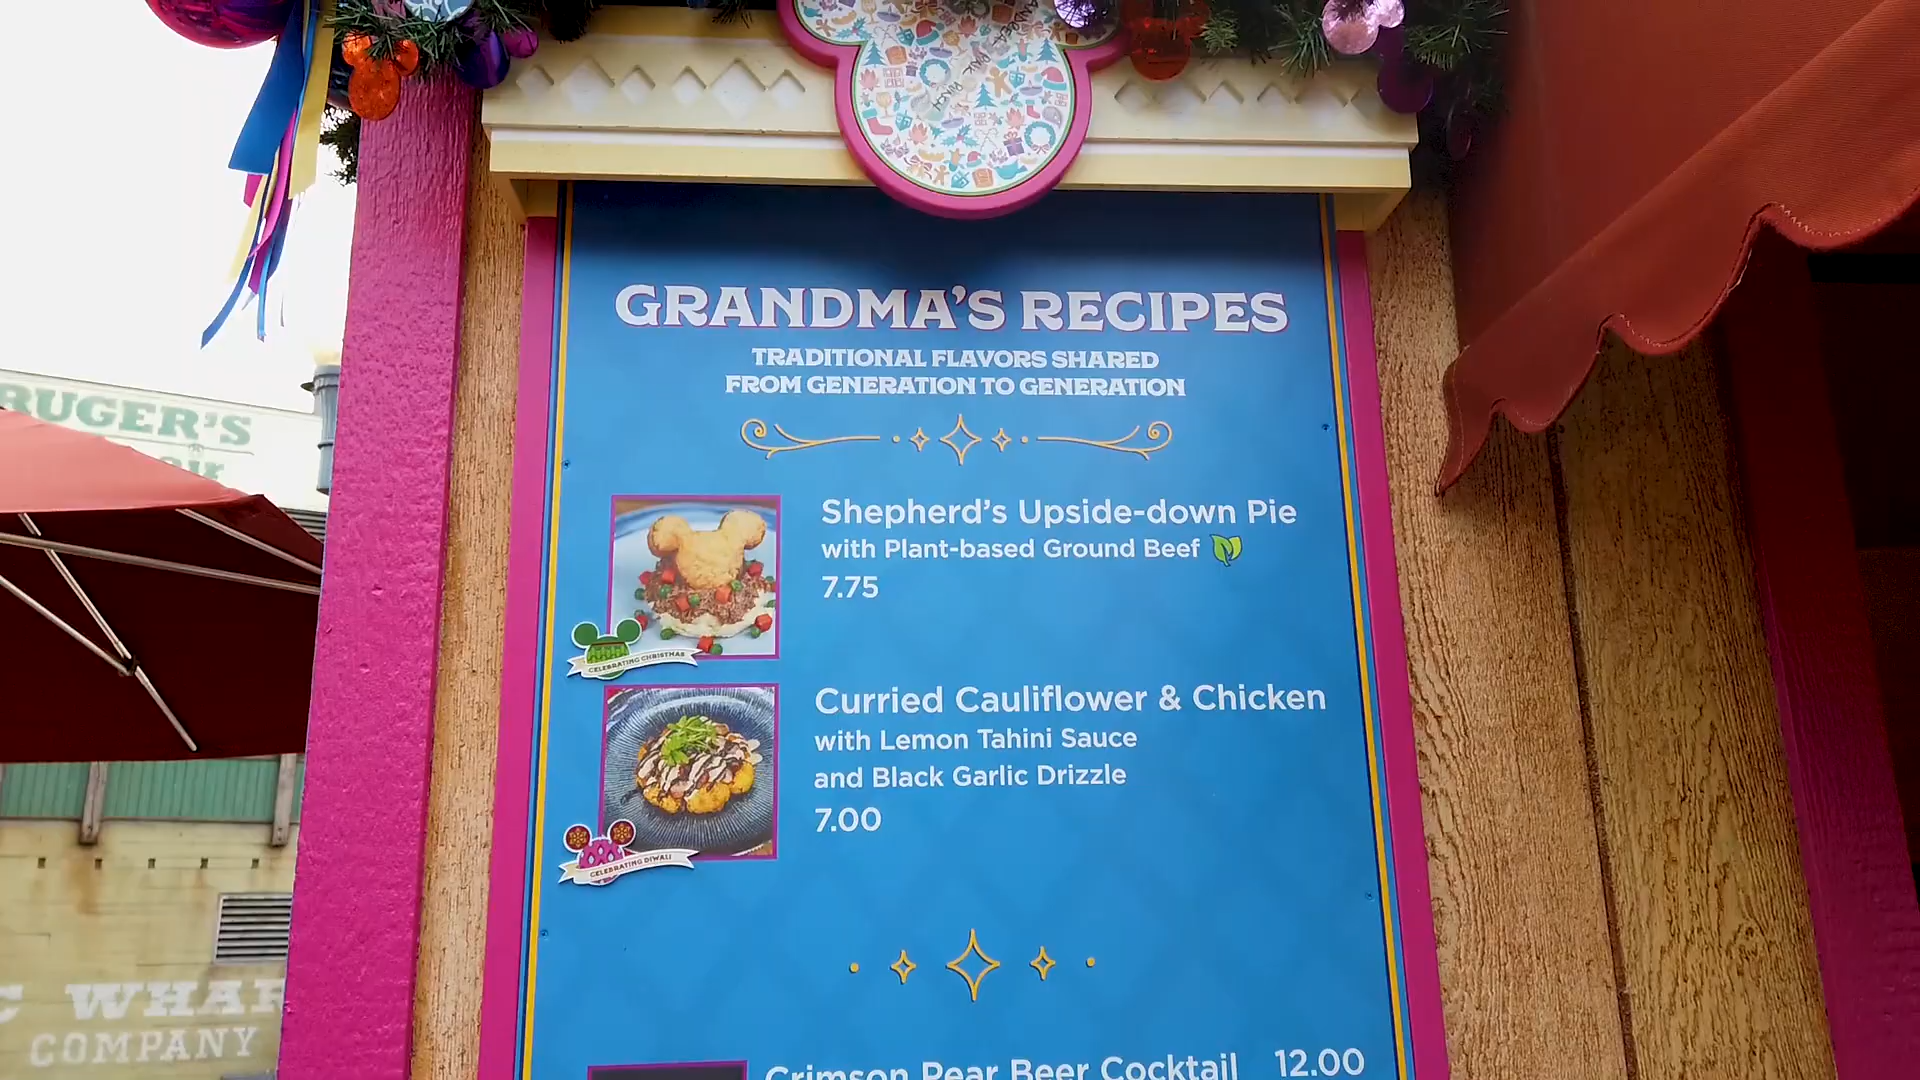 GRANDMA'S RECIPES
TRADITIONAL FLAVORS SHARED
FROM GENERATION TO GENERATION
Shepherd's Upside-down Pie
with Plant-based Ground Beef
7.75
CELEBRATING CHRISTMAS
Curried Cauliflower & Chicken
with Lemon Tahini Sauce
and Black Garlic Drizzle
7.00
CELEBRATING DIWALI
Crimson Pear Beer Cocktail 12.00
RUGER'S
WHAR
COMPANY